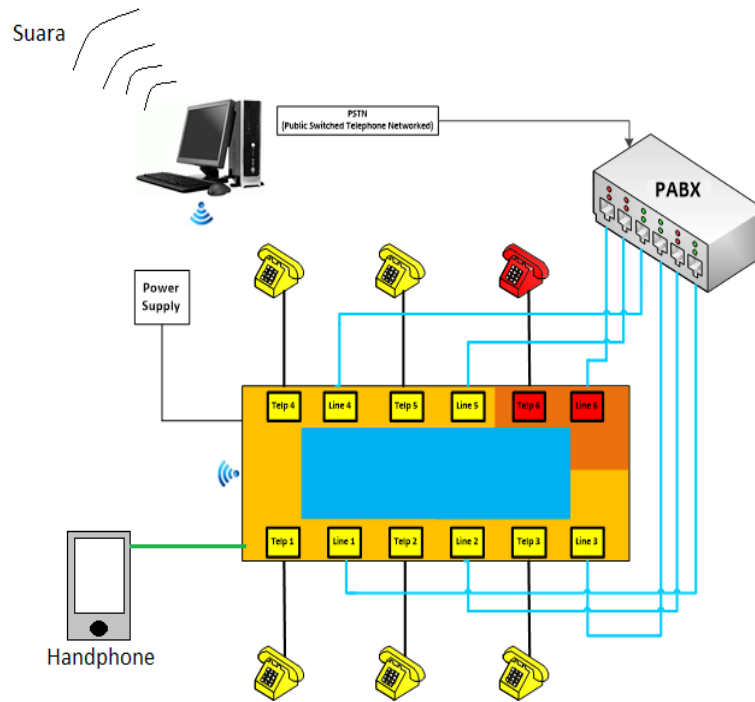 Suara
PSTN
(Public Switched Telephone Networked)
PABX
Power
Supply
Telp 4
Line 4
Telp 5
Line 5
Telp 6
Line 6
Telp 1
Line 1
Telp 2
Line 2
Telp 3
Line 3
Handphone